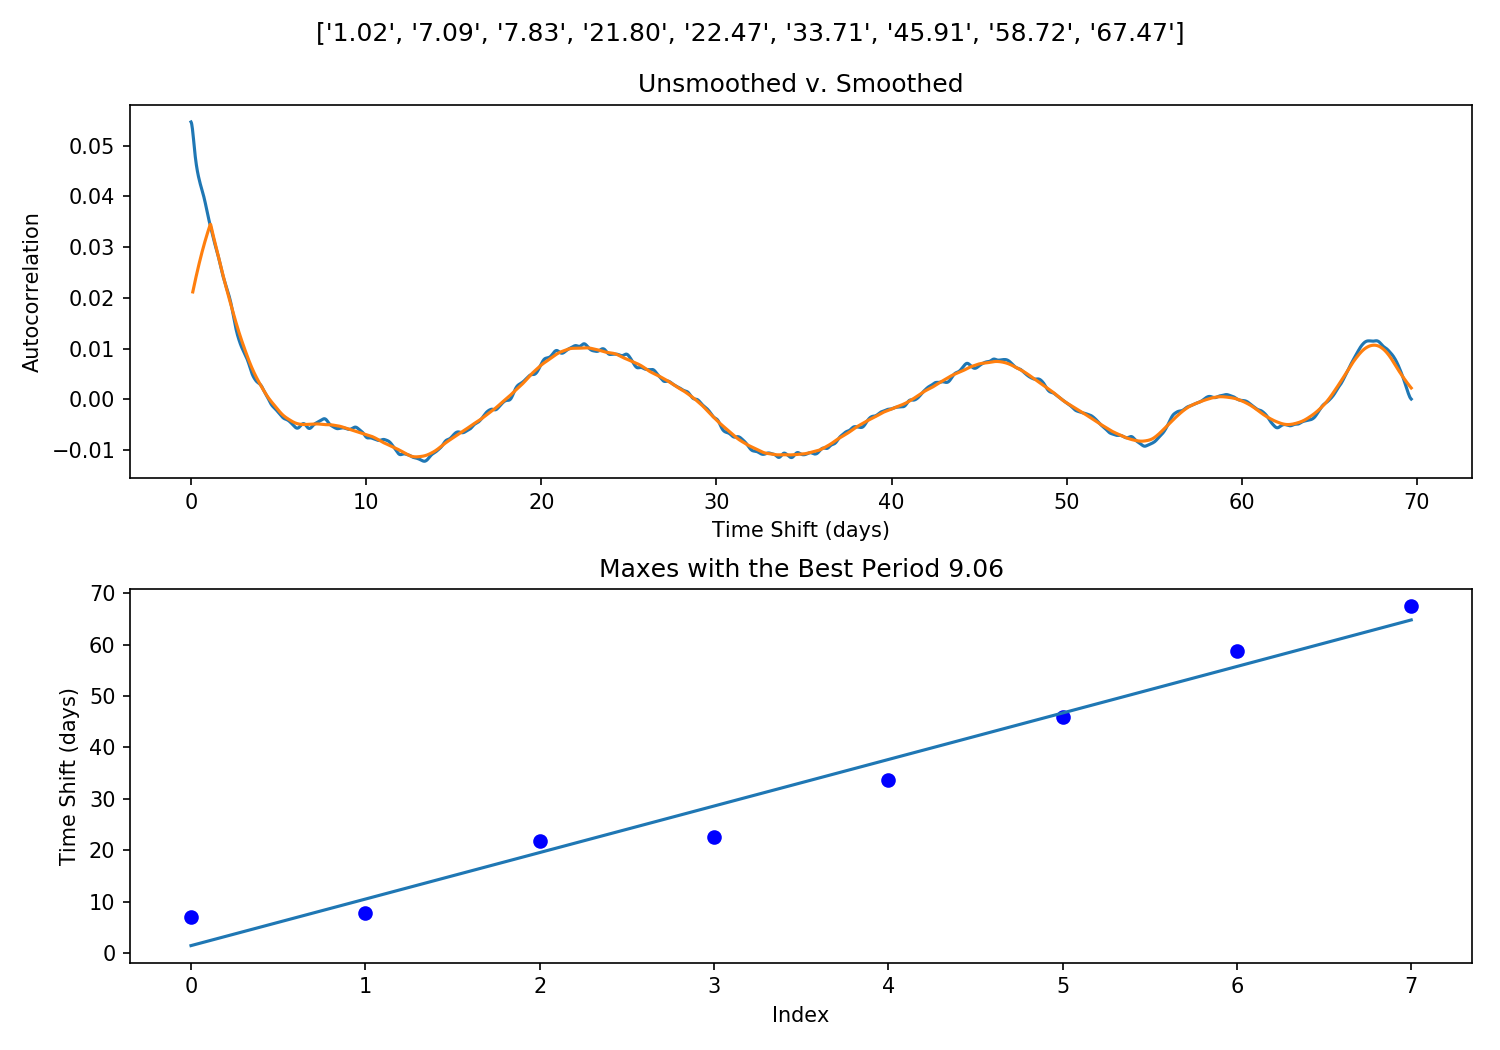 ['1.02', '7.09', '7.83', '21.80', '22.47', '33.71', '45.91', '58.72', '67.47']
Unsmoothed v. Smoothed
Autocorrelation
0.05
0.04
0.03
0.02
0.01
0.00
−0.01
0 10 20 30 40 50 60 70
Time Shift (days)
Maxes with the Best Period 9.06
Time Shift (days)
70
60
50
40
30
20
10
0
0 1 2 3 4 5 6 7
Index